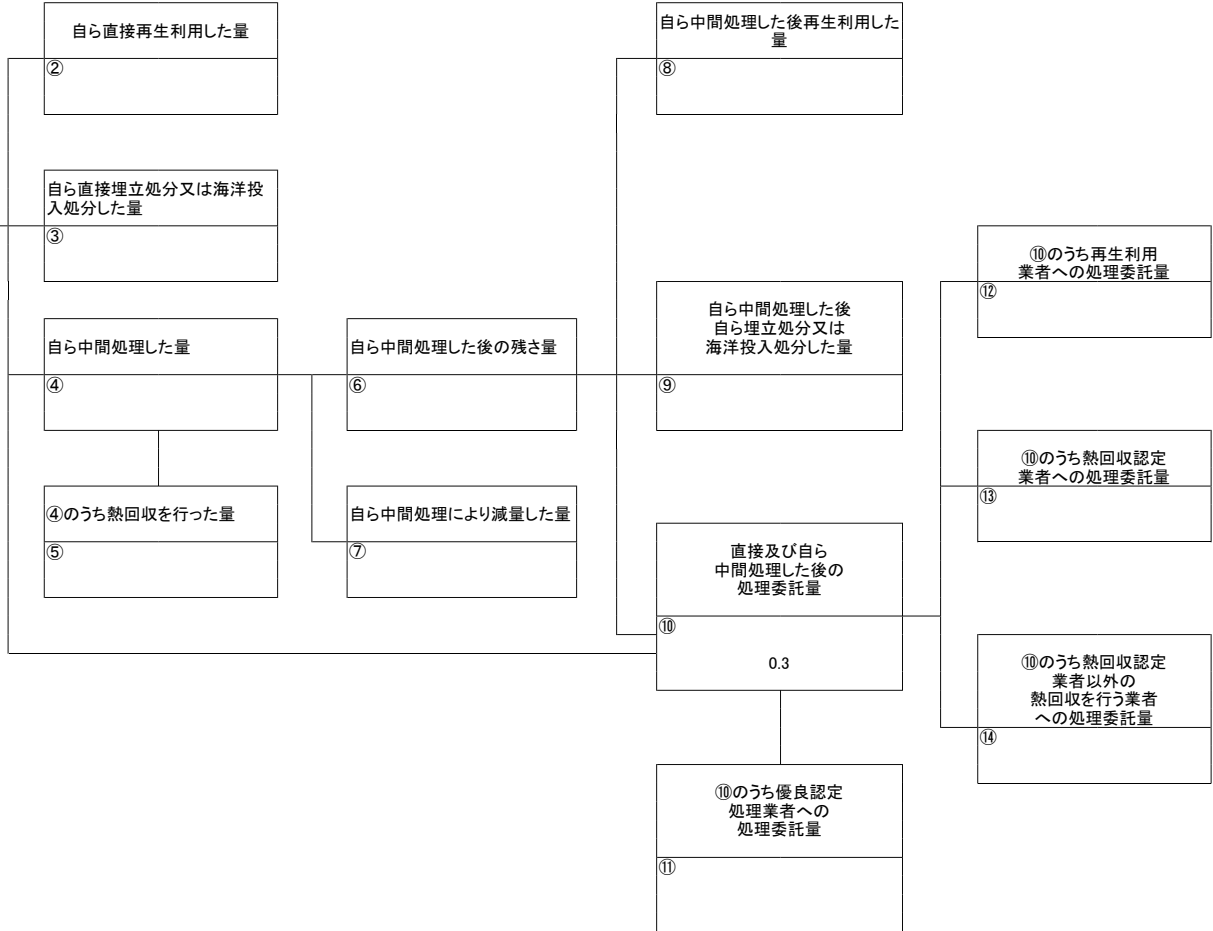 自ら直接再生利用した量
②
自ら中間処理した後再生利用した
量
⑧
自ら直接埋立処分又は海洋投
入処分した量
③
⑩のうち再生利用
業者への処理委託量
⑫
自ら中間処理した量
④
自ら中間処理した後の残さ量
⑥
自ら中間処理した後
自ら埋立処分又は
海洋投入処分した量
⑨
⑩のうち熱回収認定
業者への処理委託量
⑬
④のうち熱回収を行った量
⑤
自ら中間処理により減量した量
⑦
直接及び自ら
中間処理した後の
処理委託量
⑩
0.3
⑩のうち熱回収認定
業者以外の
熱回収を行う業者
への処理委託量
⑭
⑩のうち優良認定
処理業者への
処理委託量
⑪